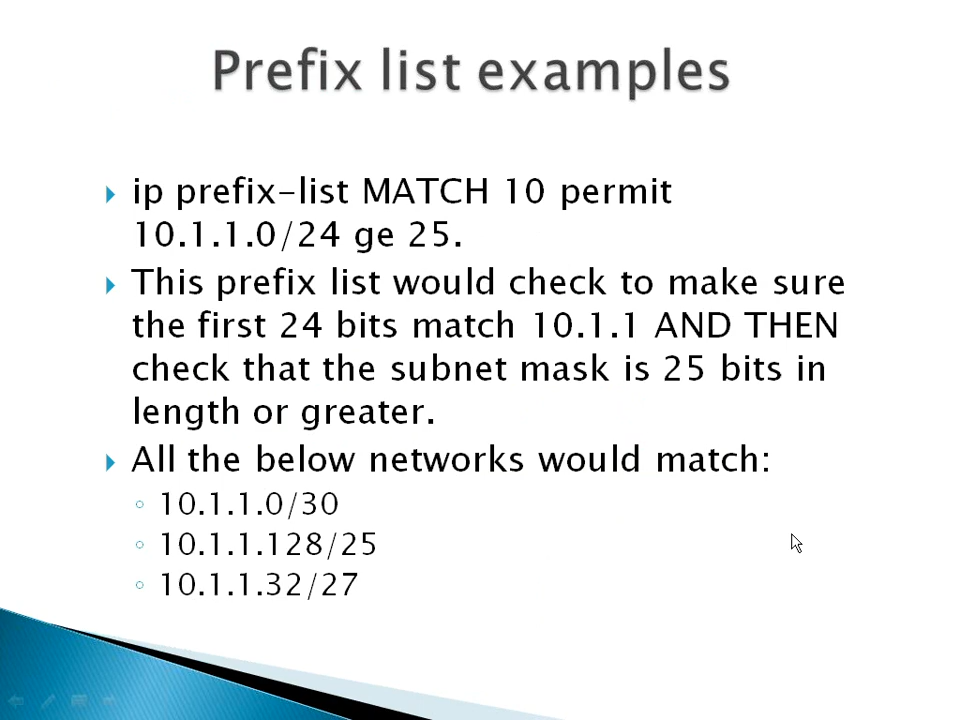 Prefix list examples
ip prefix-list MATCH 10 permit
10.1.1.0/24 ge 25.
This prefix list would check to make sure
the first 24 bits match 10.1.1 AND THEN
check that the subnet mask is 25 bits in
length or greater.
All the below networks would match:
10.1.1.0/30
10.1.1.128/25
10.1.1.32/27